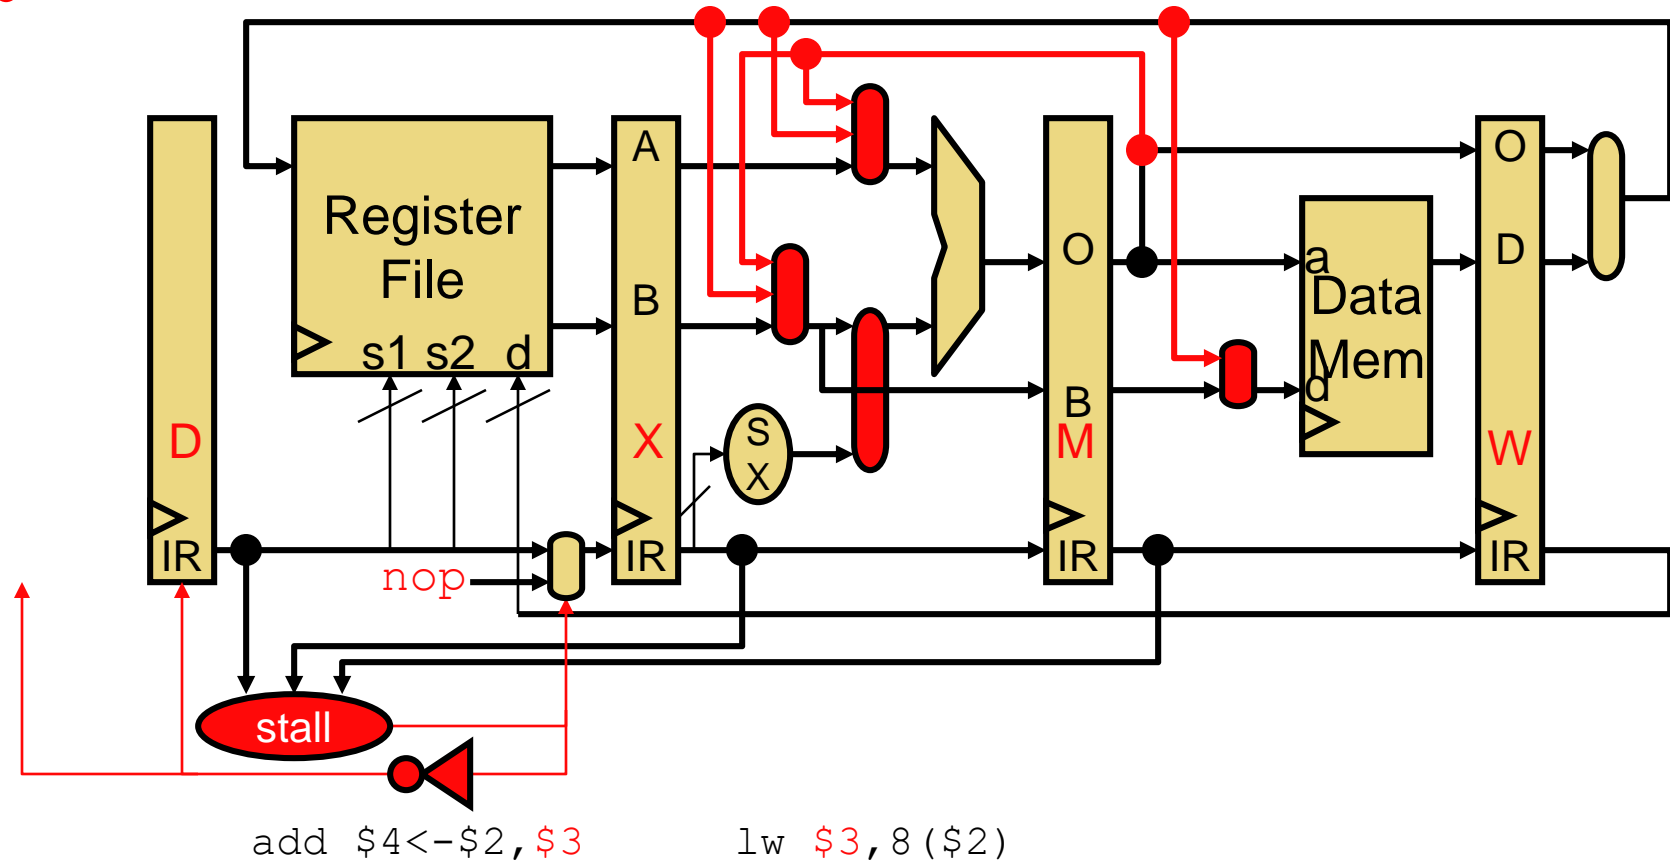 A
O
Register
File
O
D
B
a
Data
Mem
s1 s2 d
d
B
S
X
D
X
M
W
IR
IR
IR
IR
nop
stall
add $4<-$2,$3
lw $3,8($2)